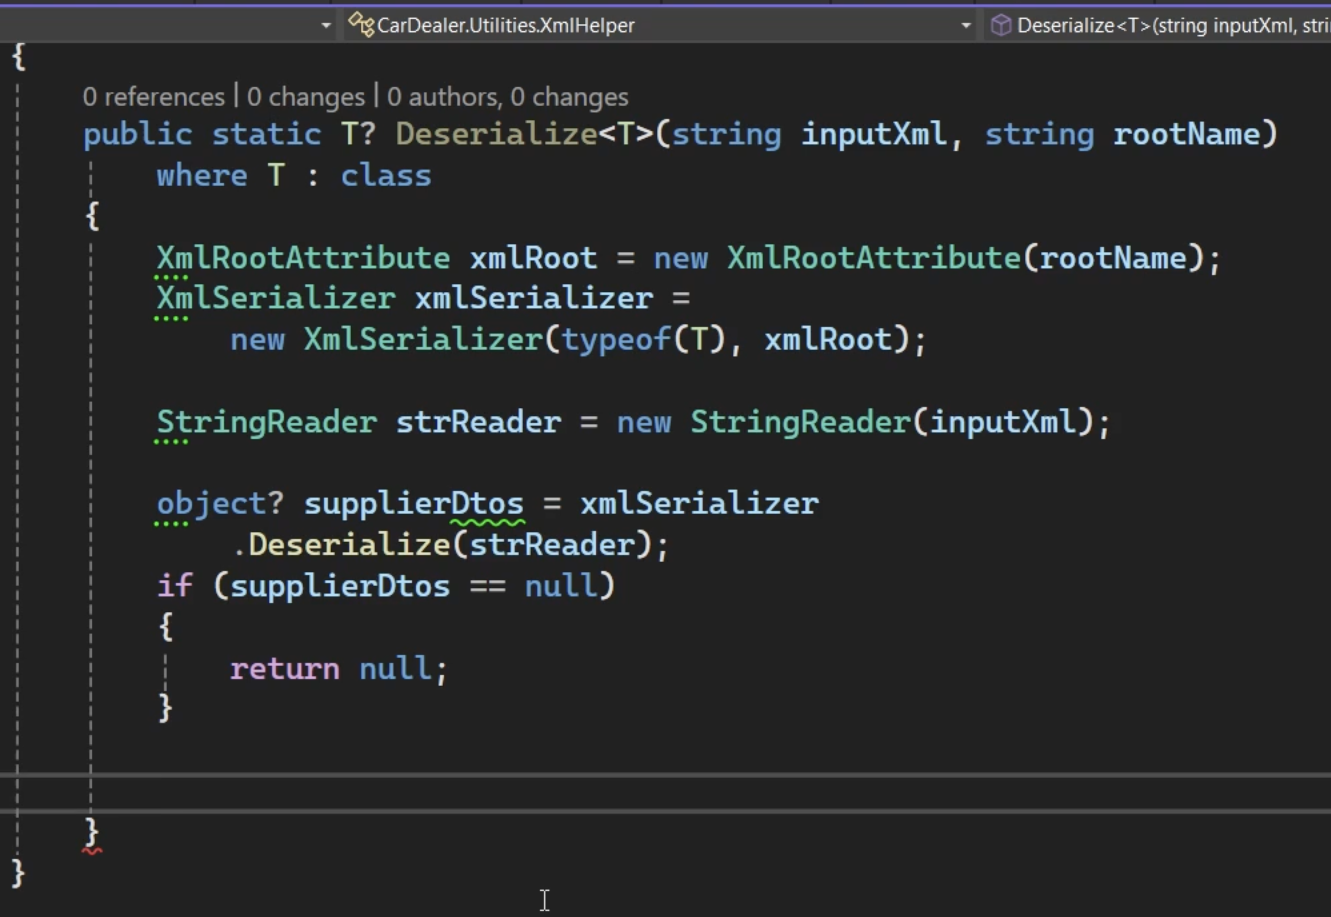 CarDealer.Utilities.XmlHelper Deserialize<T>(string inputXml, stri
{
0 references | 0 changes | 0 authors, 0 changes
public static T? Deserialize<T>(string inputXml, string rootName)
where T : class
{
XmlRootAttribute xmlRoot = new XmlRootAttribute(rootName);
XmlSerializer xmlSerializer =
new XmlSerializer(typeof(T), xmlRoot);
StringReader strReader = new StringReader(inputXml);
object? supplierDtos = xmlSerializer
.Deserialize(strReader);
if (supplierDtos == null)
{
return null;
}
}
}